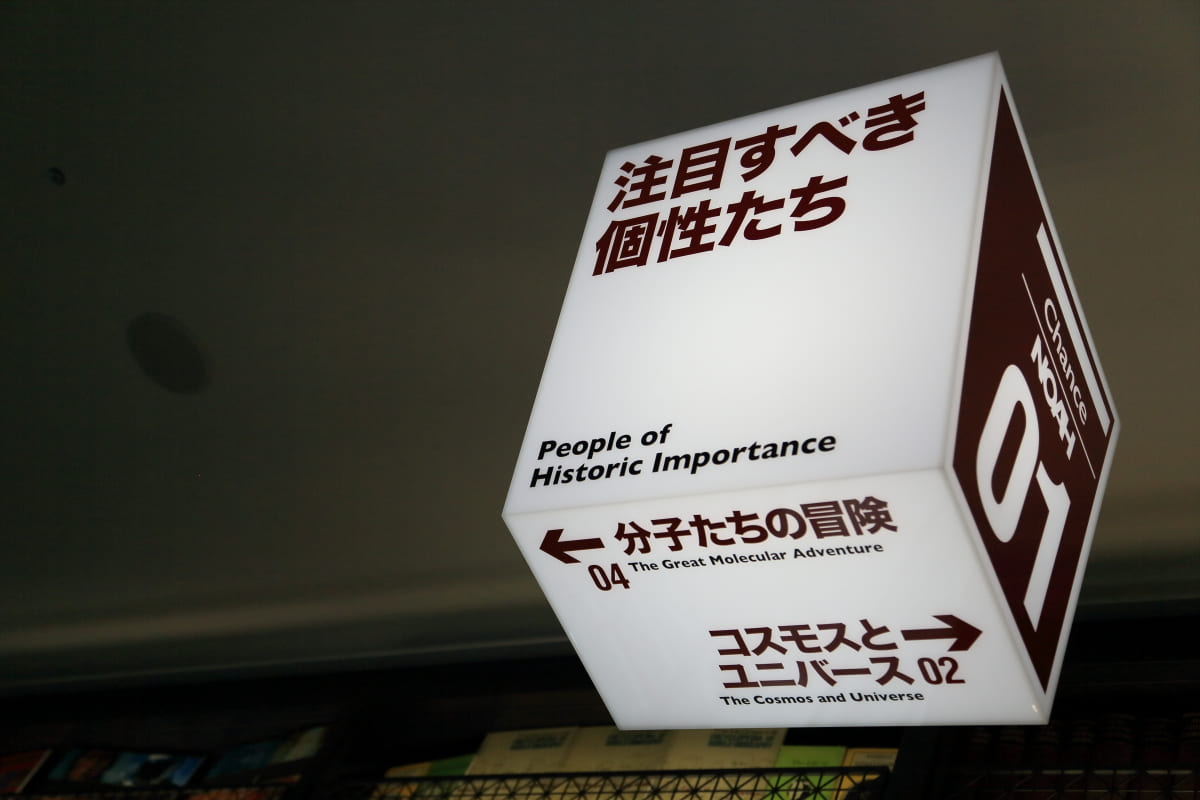 注目すべき
個性たち
People of
Historic Importance
← 分子たちの冒険
04 The Great Molecular Adventure
コスモスと →
ユニバース 02
The Cosmos and Universe
Chance
NOAH
01